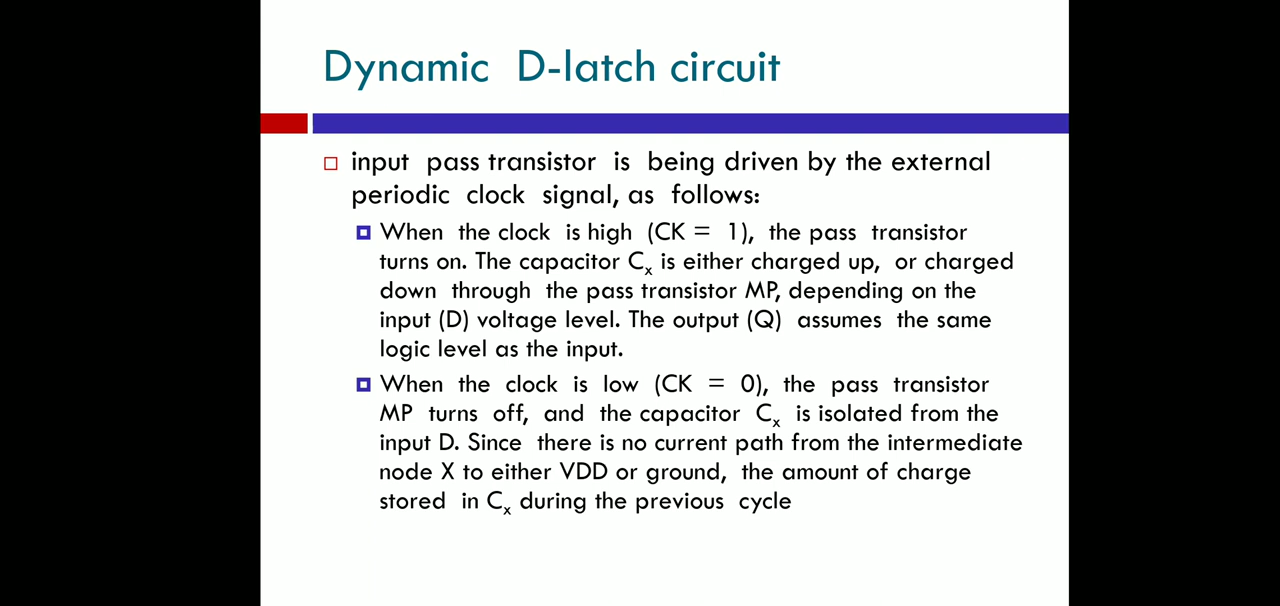 Dynamic D-latch circuit
input pass transistor is being driven by the external
periodic clock signal, as follows:
When the clock is high (CK = 1), the pass transistor
turns on. The capacitor Cx is either charged up, or charged
down through the pass transistor MP, depending on the
input (D) voltage level. The output (Q) assumes the same
logic level as the input.
When the clock is low (CK = 0), the pass transistor
MP turns off, and the capacitor Cx is isolated from the
input D. Since there is no current path from the intermediate
node X to either VDD or ground, the amount of charge
stored in Cx during the previous cycle